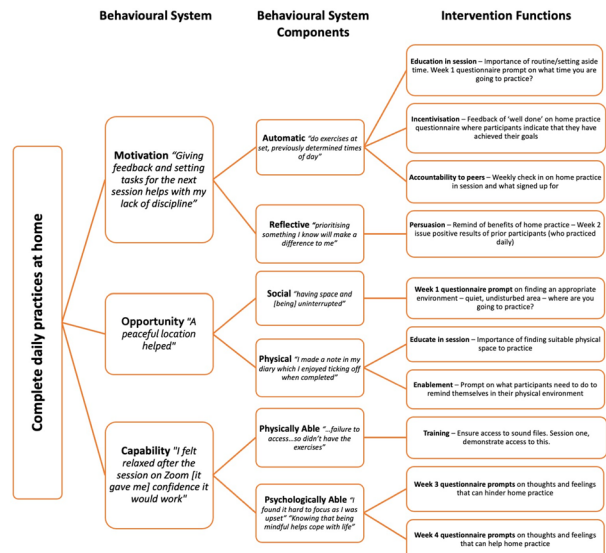 Behavioural System
Behavioural System
Components
Intervention Functions
Complete daily practices at home
Motivation "Giving
feedback and setting
tasks for the next
session helps with my
lack of discipline"
Opportunity "A
peaceful location
helped"
Capability "I felt
relaxed after the
session on Zoom [it
gave me] confidence it
would work"
Automatic "do exercises at
set, previously determined times
of day"
Reflective "prioritising
something I know will make a
difference to me"
Social "having space and
[being] uninterrupted"
Physical "I made a note in my
diary which I enjoyed ticking off
when completed"
Physically Able "...failure to
access...so didn't have the
exercises"
Psychologically Able "I
found it hard to focus as I was
upset" "Knowing that being
mindful helps cope with life"
Education in session – Importance of routine/setting aside
time. Week 1 questionnaire prompt on what time you are
going to practice?
Incentivisation – Feedback of 'well done' on home practice
questionnaire where participants indicate that they have
achieved their goals
Accountability to peers – Weekly check in on home practice
in session and what signed up for
Persuasion – Remind of benefits of home practice – Week 2
issue positive results of prior participants (who practiced
daily)
Week 1 questionnaire prompt on finding an appropriate
environment – quiet, undisturbed area – where are you
going to practice?
Educate in session – Importance of finding suitable physical
space to practice
Enablement – Prompt on what participants need to do to
remind themselves in their physical environment
Training – Ensure access to sound files. Session one,
demonstrate access to this.
Week 3 questionnaire prompts on thoughts and feelings
that can hinder home practice
Week 4 questionnaire prompts on thoughts and feelings
that can help home practice